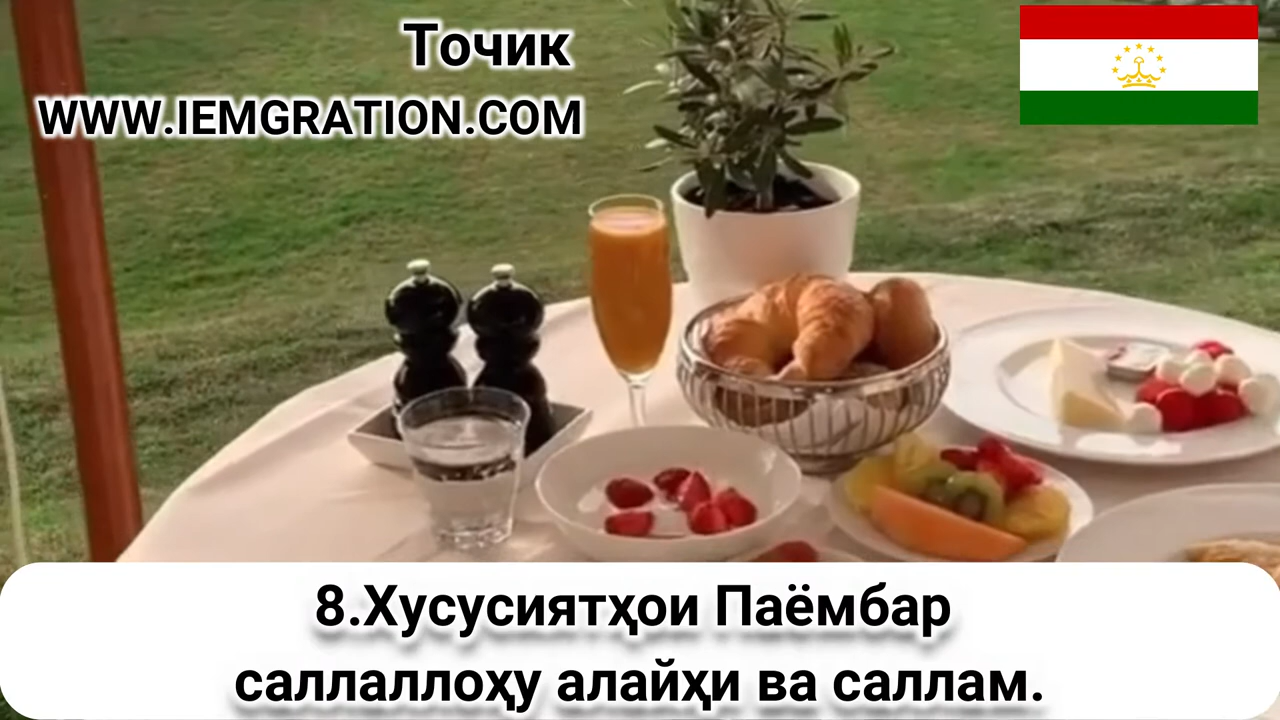 Точик
WWW.IEMGRATION.COM
8.Хусусиятҳои Паёмбар
саллаллоҳу алайҳи ва саллам.